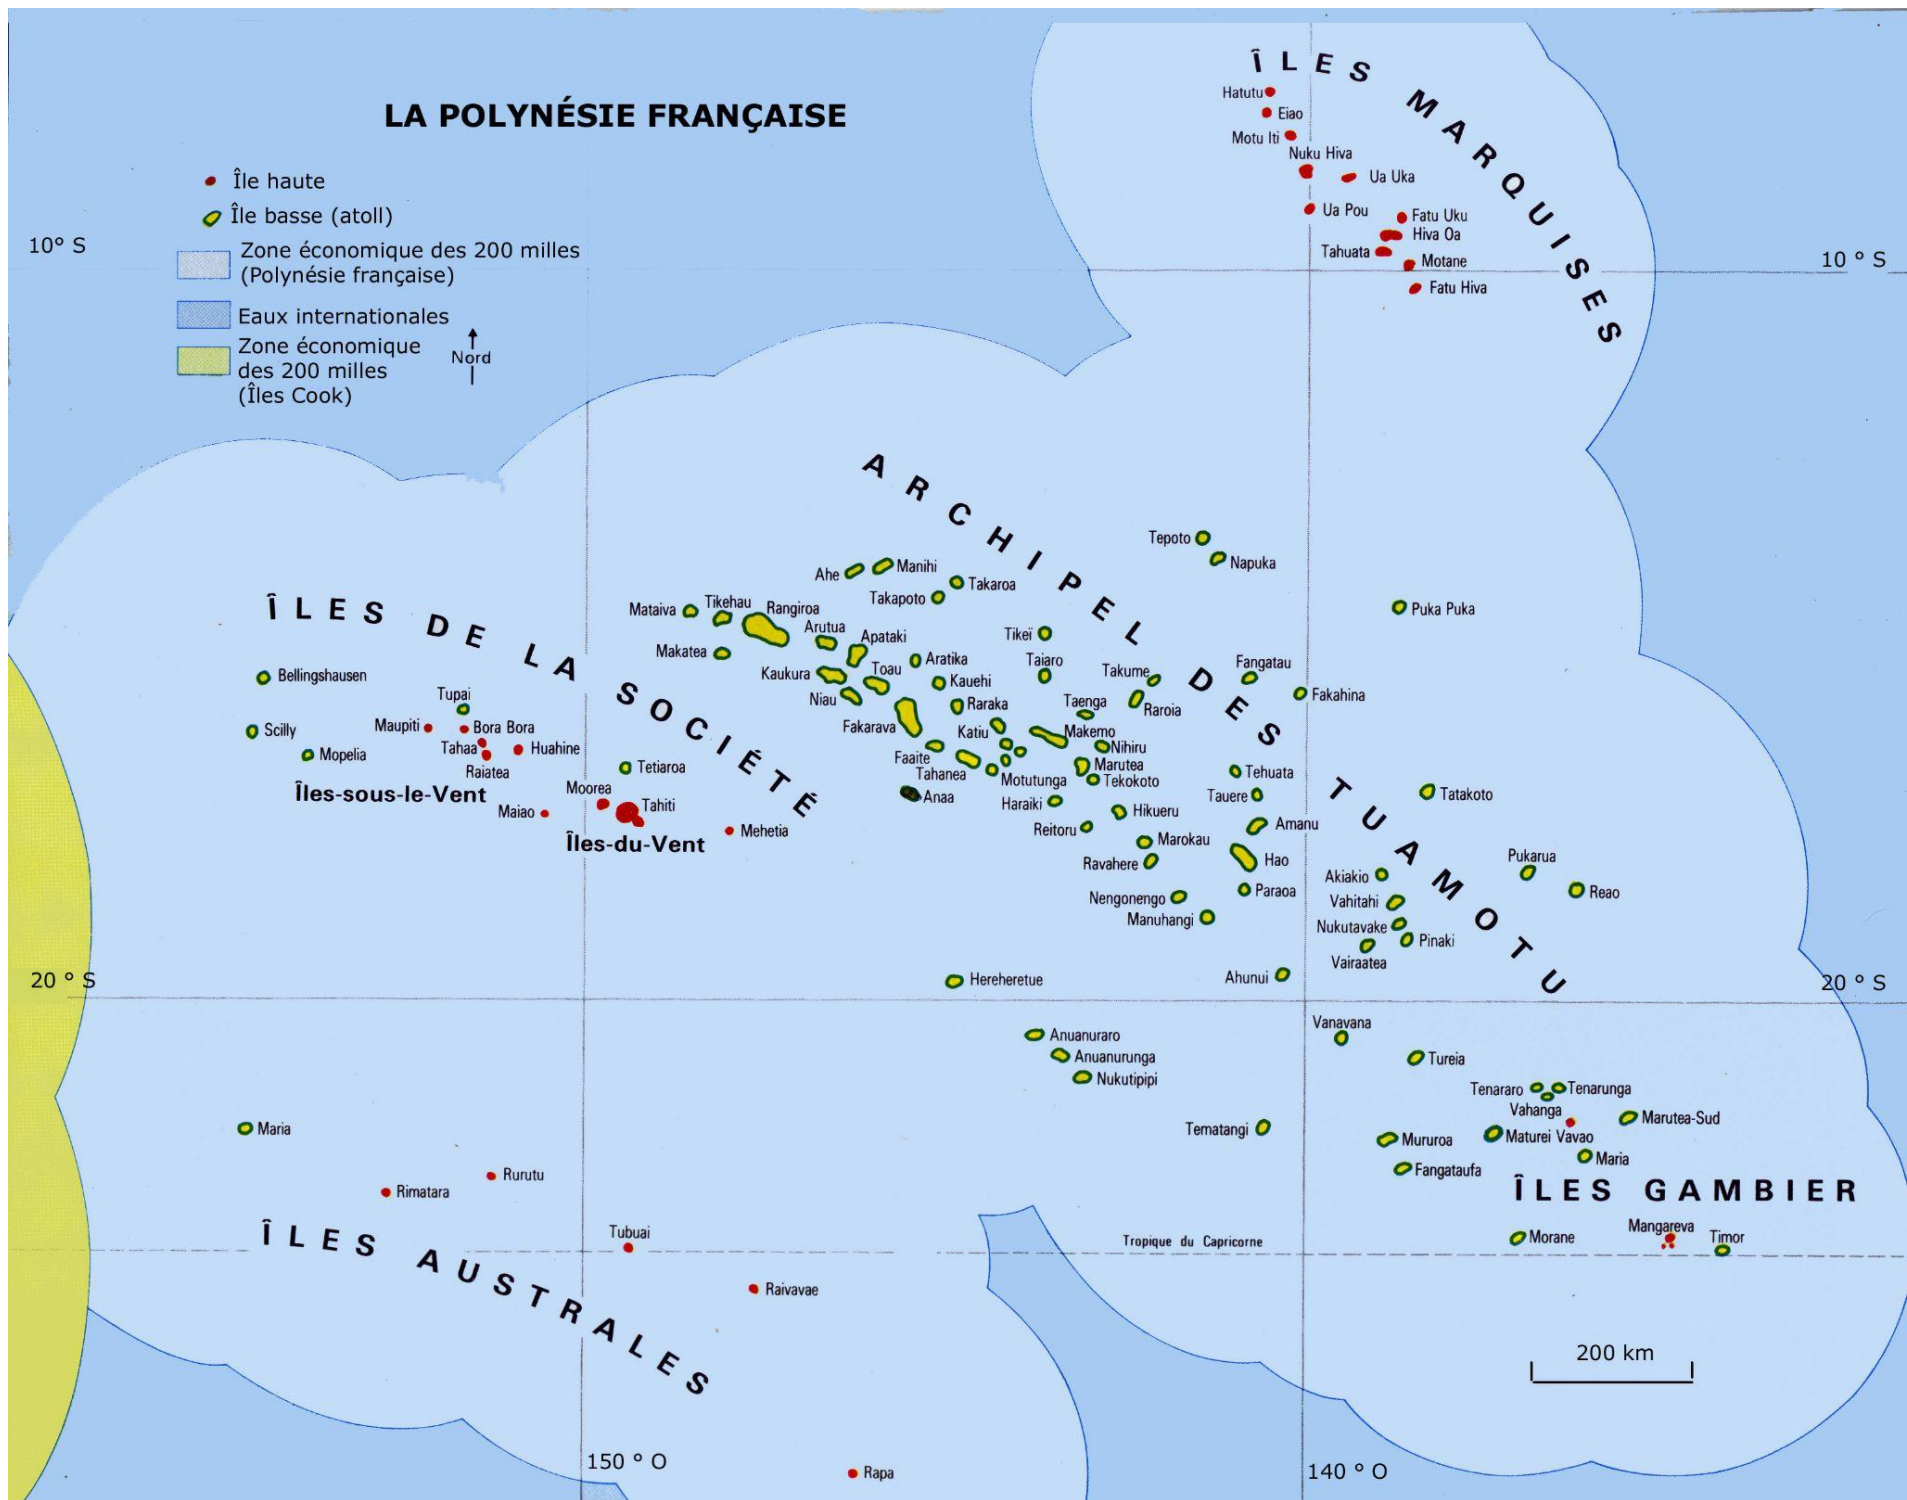 LA POLYNÉSIE FRANÇAISE
Île haute
Île basse (atoll)
Zone économique des 200 milles
(Polynésie française)
Eaux internationales
Zone économique
des 200 milles
(Îles Cook)
Nord
10° S
10 ° S
ÎLES MARQUISES
Hatutu
Eiao
Motu Iti
Nuku Hiva
Ua Uka
Ua Pou
Fatu Uku
Hiva Oa
Tahuata
Motane
Fatu Hiva
ARCHIPEL DES TUAMOTU
Tepoto
Napuka
Ahe
Manihi
Takaroa
Takapoto
Puka Puka
Mataiva
Tikehau
Rangiroa
Arutua
Apataki
Tikeï
Makatea
Kaukura
Toau
Aratika
Taiaro
Takume
Fangatau
Niau
Kauehi
Fakahina
Raraka
Taenga
Raroia
Fakarava
Katiu
Makemo
Nihiru
Faaite
Tahanea
Motutunga
Marutea
Tekokoto
Tehuata
Anaa
Haraiki
Hikueru
Tauere
Tatakoto
Reitoru
Marokau
Amanu
Ravahere
Hao
Pukarua
Nengonengo
Paraoa
Akiakio
Reao
Manuhangi
Vahitahi
Nukutavake
Pinaki
Vairaatea
Hereheretue
Ahunui
ÎLES DE LA SOCIÉTÉ
Bellingshausen
Tupai
Scilly
Maupiti
Bora Bora
Mopelia
Tahaa
Huahine
Raiatea
Tetiaroa
Îles-sous-le-Vent
Moorea
Maiao
Tahiti
Mehetia
Îles-du-Vent
20 ° S
20 ° S
Anuanuraro
Anuanurunga
Nukutipipi
Vanavana
Tureia
Tenararo
Tenarunga
Vahanga
Marutea-Sud
Tematangi
Mururoa
Maturei Vavao
Fangataufa
Maria
ÎLES GAMBIER
Mangareva
Morane
Timor
Tropique du Capricorne
Maria
Rurutu
Rimatara
Tubuai
ÎLES AUSTRALES
Raivavae
Rapa
200 km
150 ° O
140 ° O